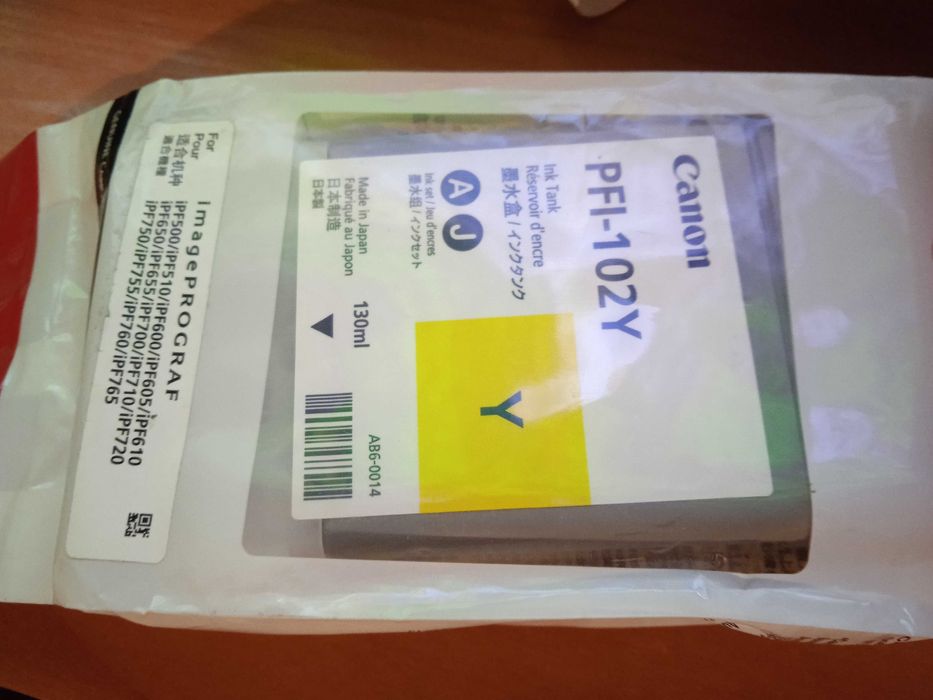 Canon
PFI-102Y
Ink Tank
Réservoir d'encre
墨水盒 / インクタンク
Y
A J
Ink set / Jeu d'encres
墨水组 / インクセット
Made in Japan
Fabriqué au Japon
日本制造
日本製
130ml
AB6-0014
For
Pour
适合机种
適合機種
imagePROGRAF
iPF500/iPF510/iPF600/iPF605/iPF610
iPF650/iPF655/iPF700/iPF710/iPF720
iPF750/iPF755/iPF760/iPF765